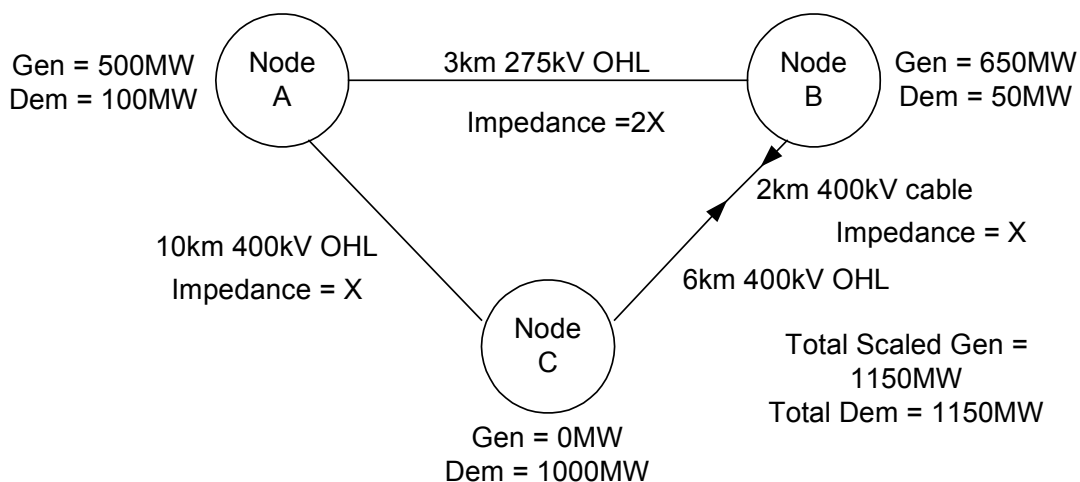 Gen = 500MW
Dem = 100MW
Node
A
3km 275kV OHL
Impedance =2X
Node
B
Gen = 650MW
Dem = 50MW
2km 400kV cable
Impedance = X
10km 400kV OHL
Impedance = X
6km 400kV OHL
Node
C
Total Scaled Gen =
1150MW
Total Dem = 1150MW
Gen = 0MW
Dem = 1000MW